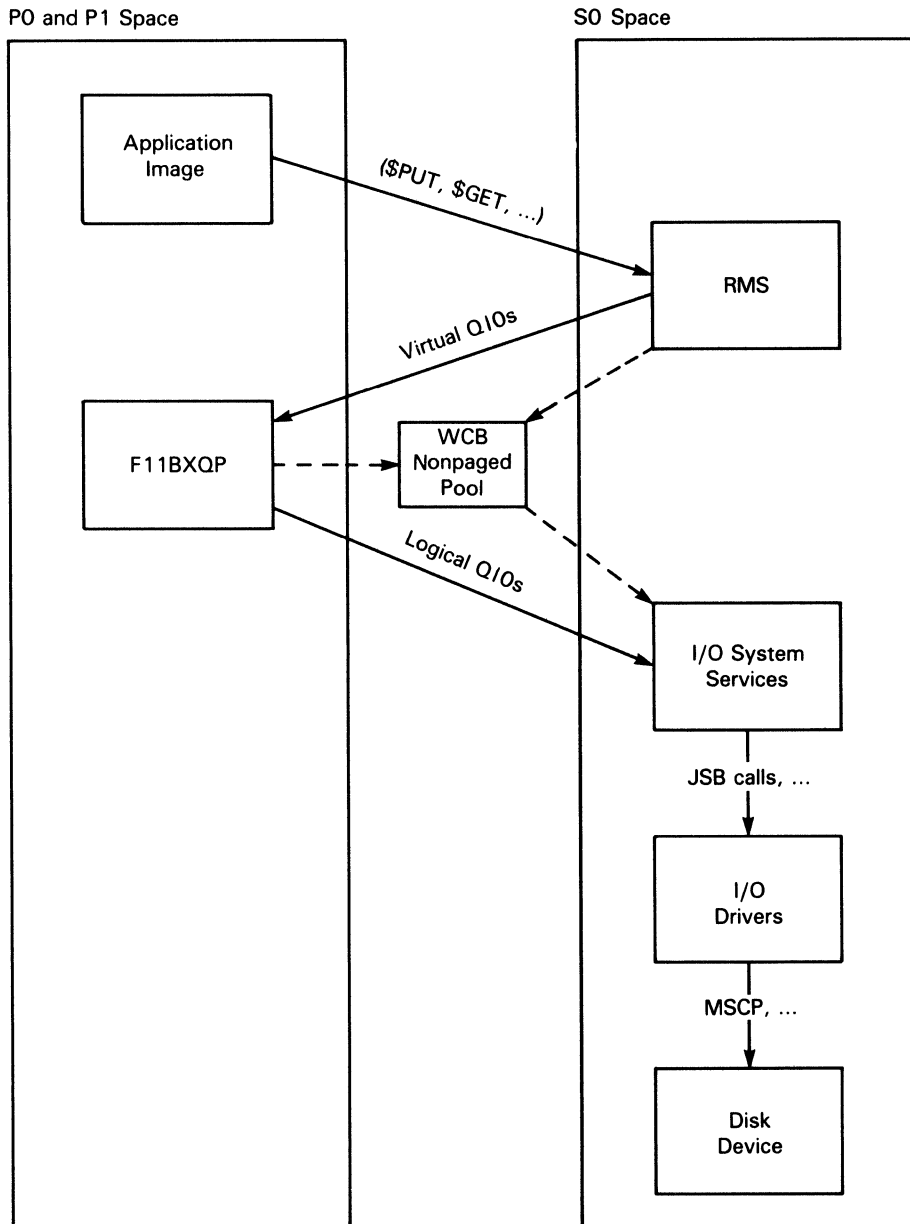 P0 and P1 Space
S0 Space
Application
Image
($PUT, $GET, ...)
RMS
Virtual QIOs
F11BXQP
WCB
Nonpaged
Pool
Logical QIOs
I/O System
Services
JSB calls, ...
I/O
Drivers
MSCP, ...
Disk
Device